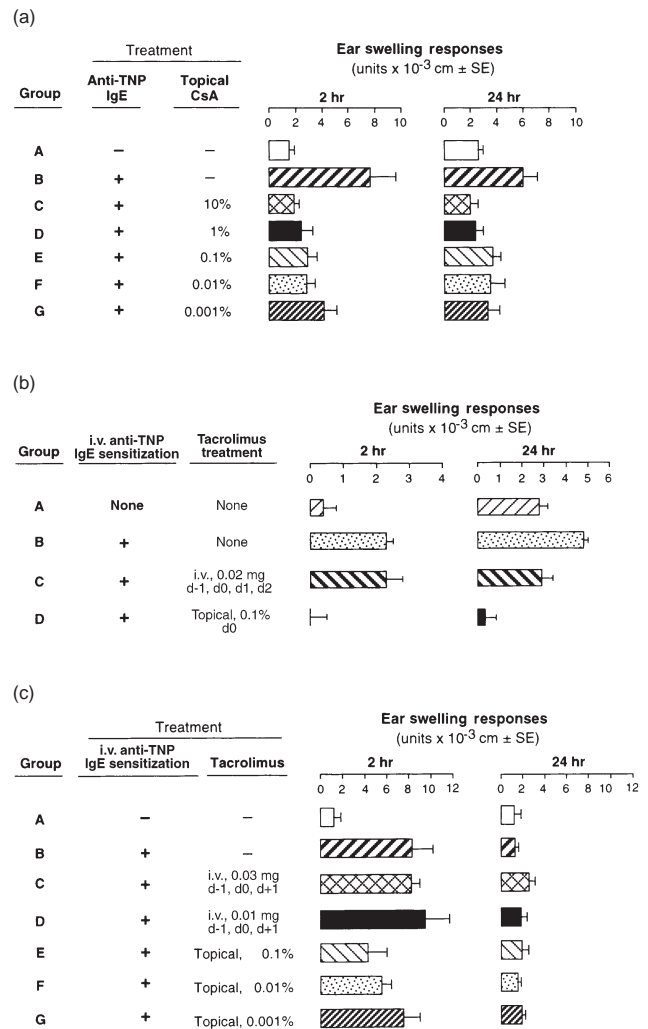 (a)
Treatment
Ear swelling responses
(units x 10-3 cm ± SE)
Group
Anti-TNP
IgE
Topical
CsA
2 hr
24 hr
0 2 4 6 8 10
0 2 4 6 8 10
A − −
B + −
C + 10%
D + 1%
E + 0.1%
F + 0.01%
G + 0.001%
(b)
Ear swelling responses
(units x 10-3 cm ± SE)
Group
i.v. anti-TNP
IgE sensitization
Tacrolimus
treatment
2 hr
24 hr
0 1 2 3 4
0 1 2 3 4 5 6
A None None
B + None
C + i.v., 0.02 mg
d-1, d0, d1, d2
D + Topical, 0.1%
d0
(c)
Treatment
Ear swelling responses
(units x 10-3 cm ± SE)
Group
i.v. anti-TNP
IgE sensitization
Tacrolimus
2 hr
24 hr
0 2 4 6 8 10 12
0 2 4 6 8 10 12
A − −
B + −
C + i.v., 0.03 mg
d-1, d0, d+1
D + i.v., 0.01 mg
d-1, d0, d+1
E + Topical, 0.1%
F + Topical, 0.01%
G + Topical, 0.001%